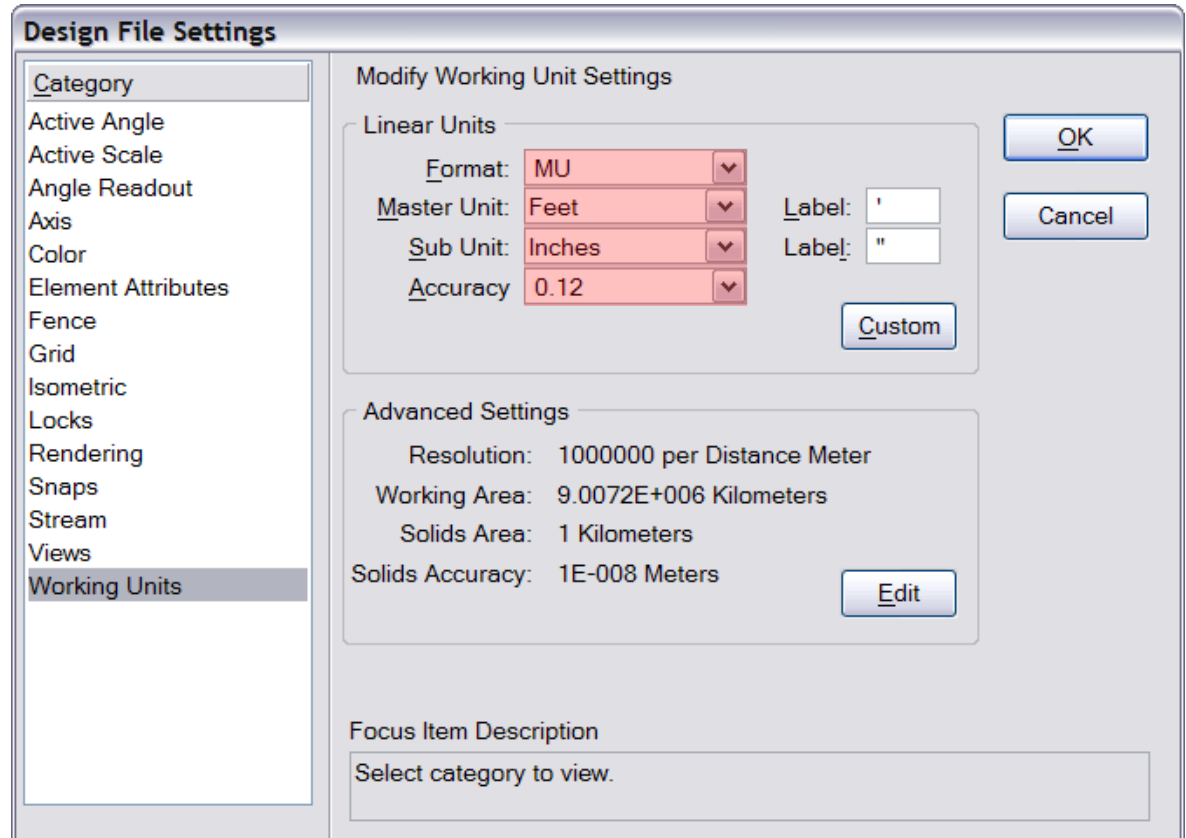 Design File Settings
Category
Active Angle
Active Scale
Angle Readout
Axis
Color
Element Attributes
Fence
Grid
Isometric
Locks
Rendering
Snaps
Stream
Views
Working Units
Modify Working Unit Settings
Linear Units
Format: MU
Master Unit: Feet Label: '
Sub Unit: Inches Label: "
Accuracy 0.12
Custom
OK
Cancel
Advanced Settings
Resolution: 1000000 per Distance Meter
Working Area: 9.0072E+006 Kilometers
Solids Area: 1 Kilometers
Solids Accuracy: 1E-008 Meters
Edit
Focus Item Description
Select category to view.